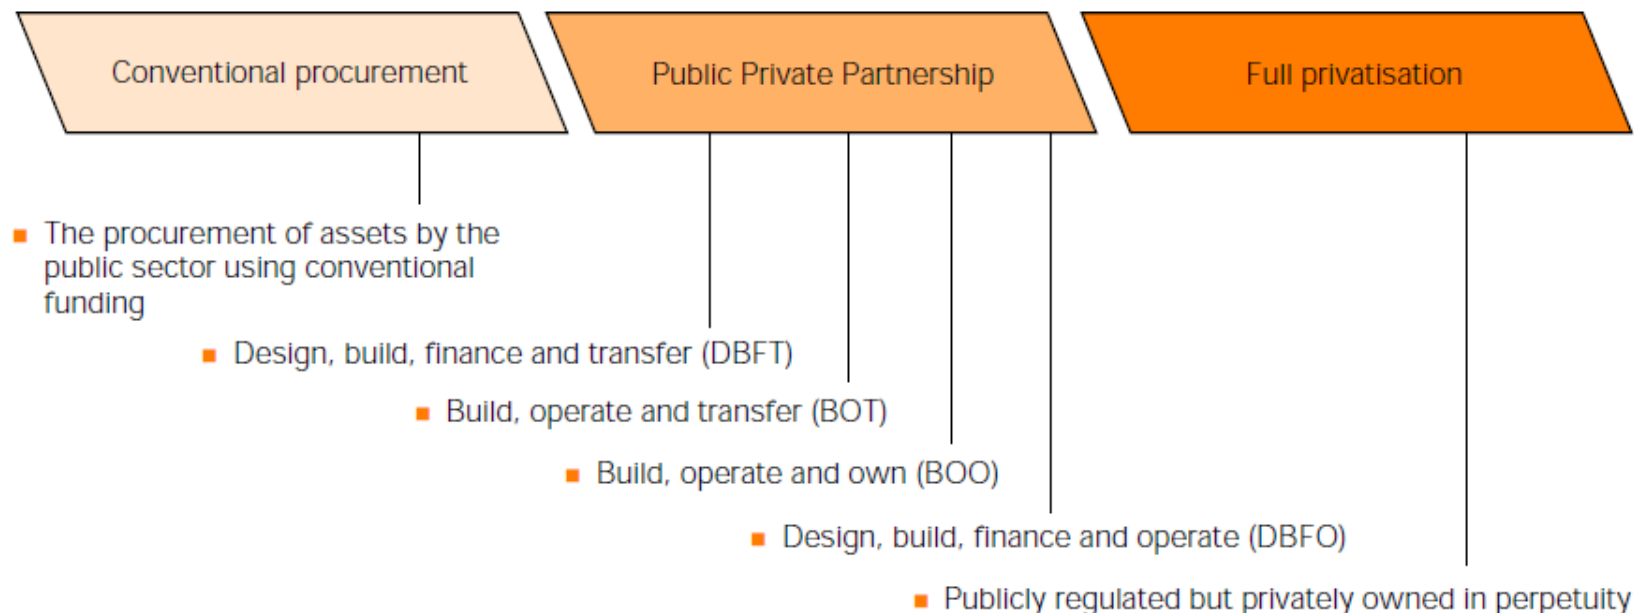 Conventional procurement
Public Private Partnership
Full privatisation
The procurement of assets by the
public sector using conventional
funding
Design, build, finance and transfer (DBFT)
Build, operate and transfer (BOT)
Build, operate and own (BOO)
Design, build, finance and operate (DBFO)
Publicly regulated but privately owned in perpetuity